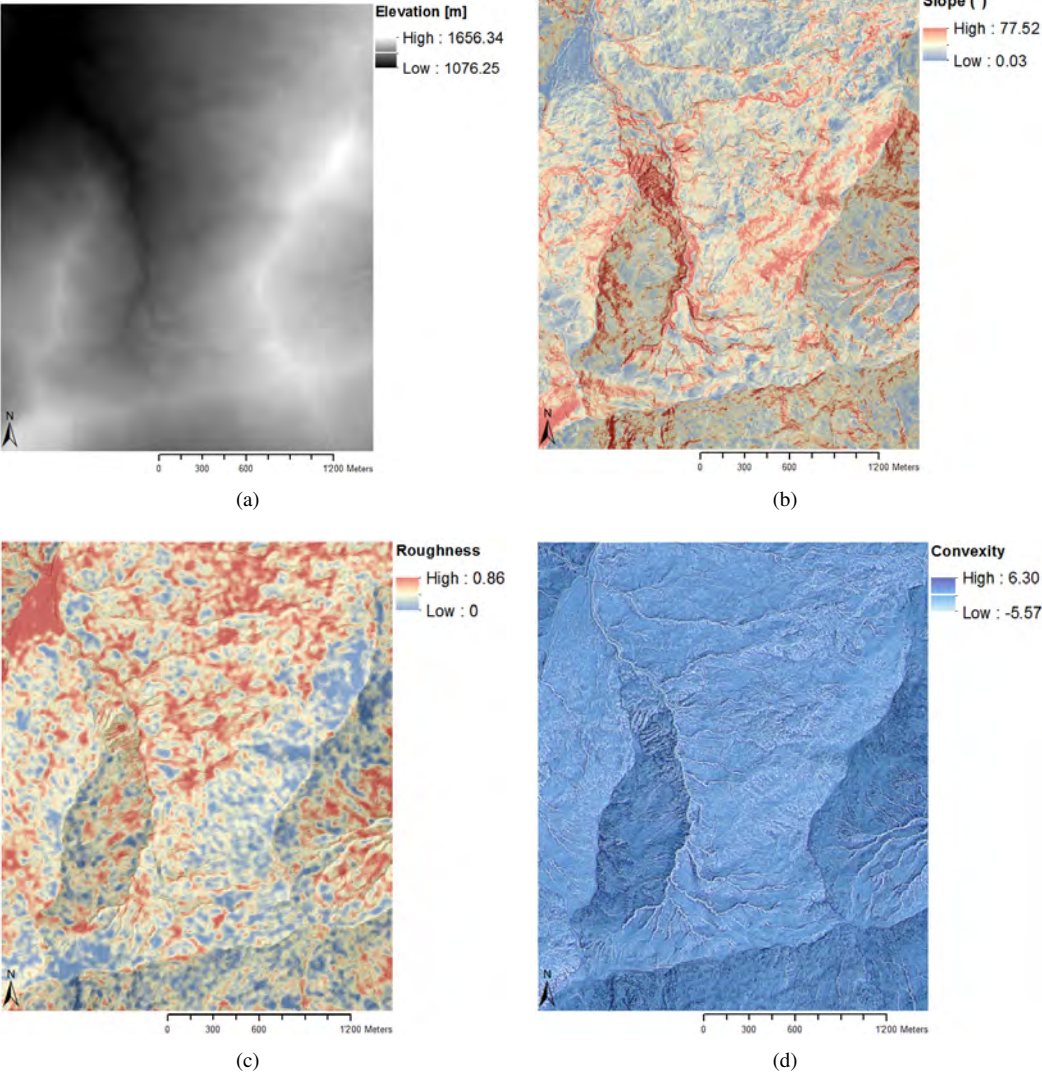 Elevation [m]
High : 1656.34
Low : 1076.25
N
0 300 600 1'200 Meters
(a)
Slope (°)
High : 77.52
Low : 0.03
N
0 300 600 1'200 Meters
(b)
Roughness
High : 0.86
Low : 0
N
0 300 600 1'200 Meters
(c)
Convexity
High : 6.30
Low : -5.57
N
0 300 600 1'200 Meters
(d)